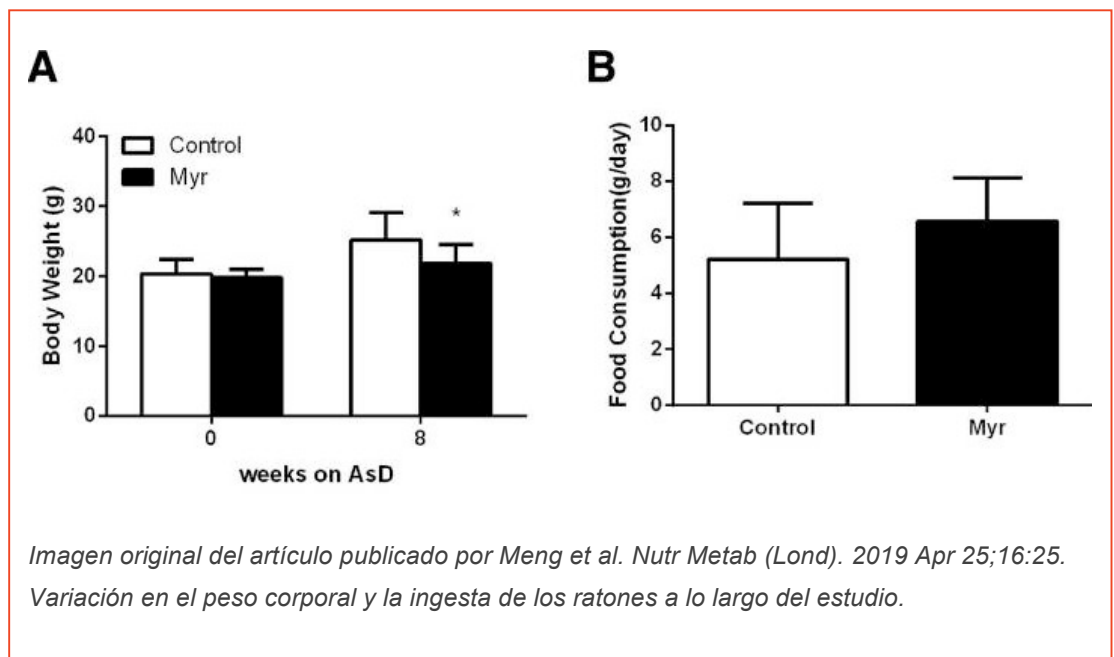 A
B
40
30
20
10
0
Body Weight (g)
Control
Myr
*
0
8
weeks on AsD
10
8
6
4
2
0
Food Consumption(g/day)
Control
Myr
Imagen original del artículo publicado por Meng et al. Nutr Metab (Lond). 2019 Apr 25;16:25.
Variación en el peso corporal y la ingesta de los ratones a lo largo del estudio.